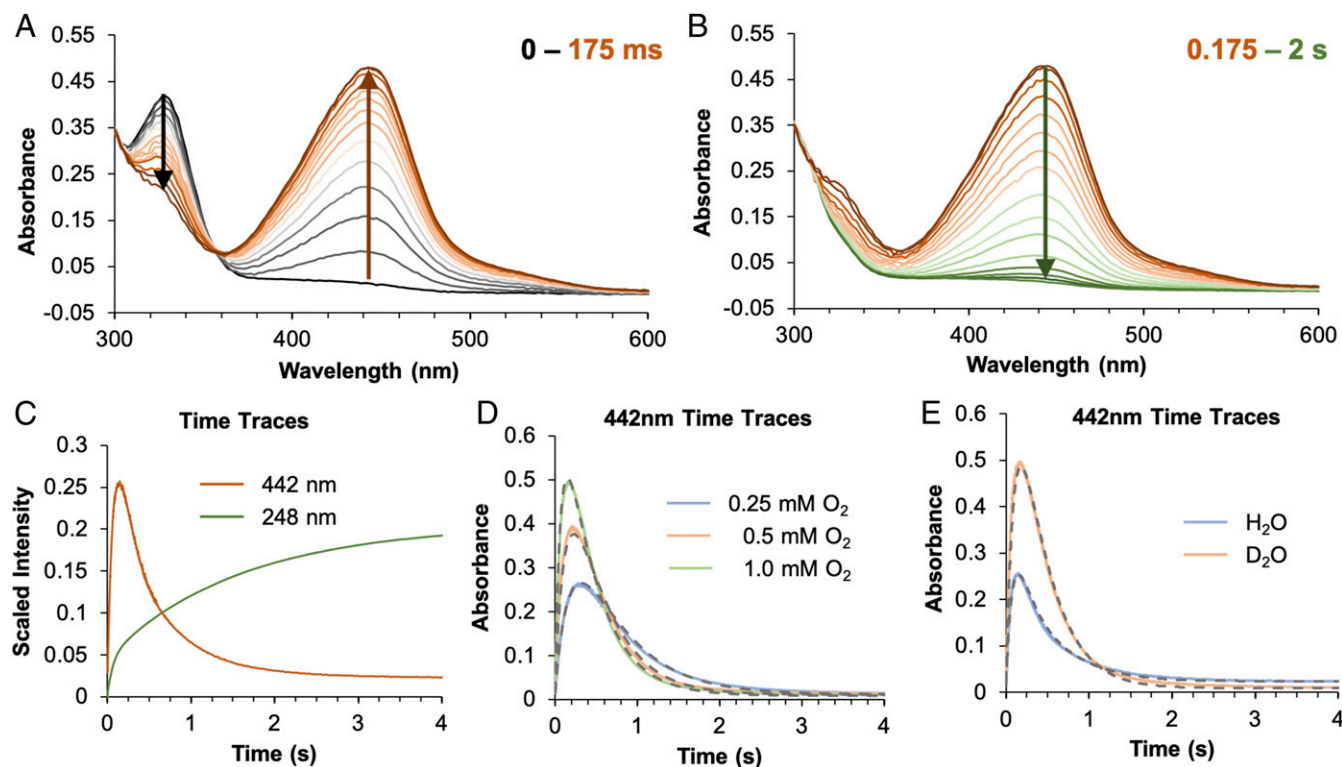 A
0 – 175 ms
0.55
0.45
0.35
0.25
0.15
0.05
-0.05
Absorbance
300 400 500 600
Wavelength (nm)
B
0.175 – 2 s
0.55
0.45
0.35
0.25
0.15
0.05
-0.05
Absorbance
300 400 500 600
Wavelength (nm)
C
Time Traces
0.3
0.25
0.2
0.15
0.1
0.05
0
Scaled Intensity
442 nm
248 nm
0 1 2 3 4
Time (s)
D
442nm Time Traces
0.6
0.5
0.4
0.3
0.2
0.1
0
Absorbance
0.25 mM O₂
0.5 mM O₂
1.0 mM O₂
0 1 2 3 4
Time (s)
E
442nm Time Traces
0.6
0.5
0.4
0.3
0.2
0.1
0
Absorbance
H₂O
D₂O
0 1 2 3 4
Time (s)